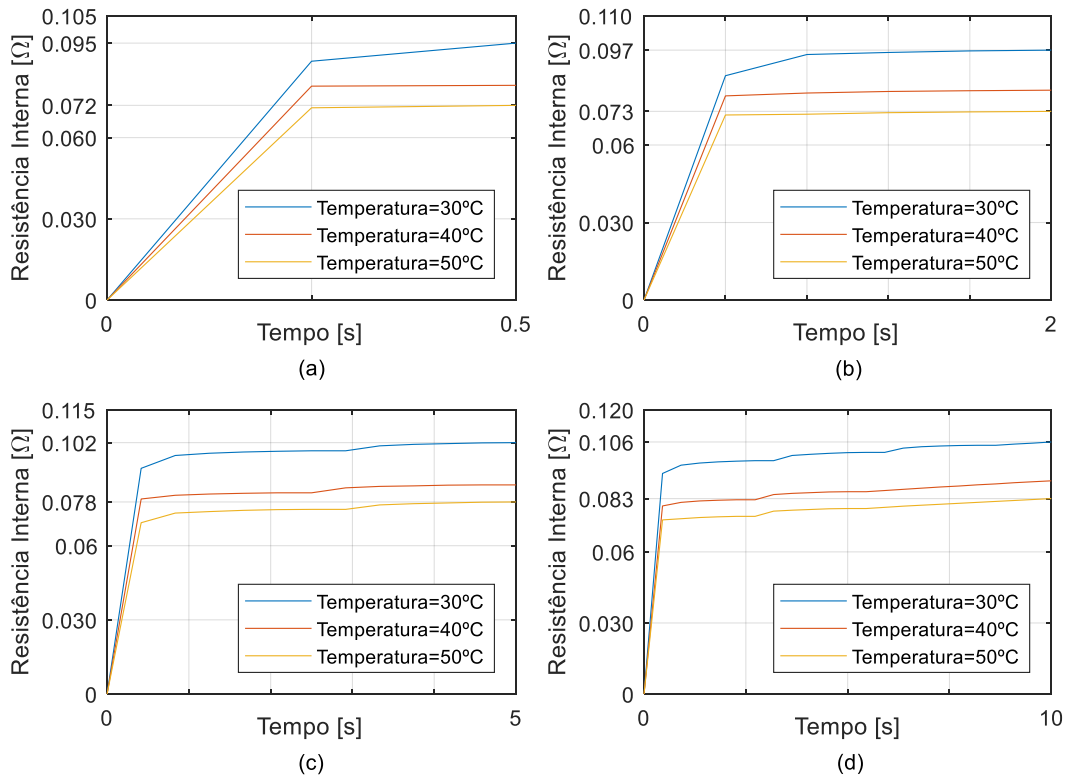 0.105
0.095
0.072
0.060
0.030
0
Resistência Interna [Ω]
Temperatura=30ºC
Temperatura=40ºC
Temperatura=50ºC
0
0.5
Tempo [s]
(a)
0.110
0.097
0.073
0.06
0.030
0
Resistência Interna [Ω]
Temperatura=30ºC
Temperatura=40ºC
Temperatura=50ºC
0
2
Tempo [s]
(b)
0.115
0.102
0.078
0.06
0.030
0
Resistência Interna [Ω]
Temperatura=30ºC
Temperatura=40ºC
Temperatura=50ºC
0
5
Tempo [s]
(c)
0.120
0.106
0.083
0.06
0.030
0
Resistência Interna [Ω]
Temperatura=30ºC
Temperatura=40ºC
Temperatura=50ºC
0
10
Tempo [s]
(d)